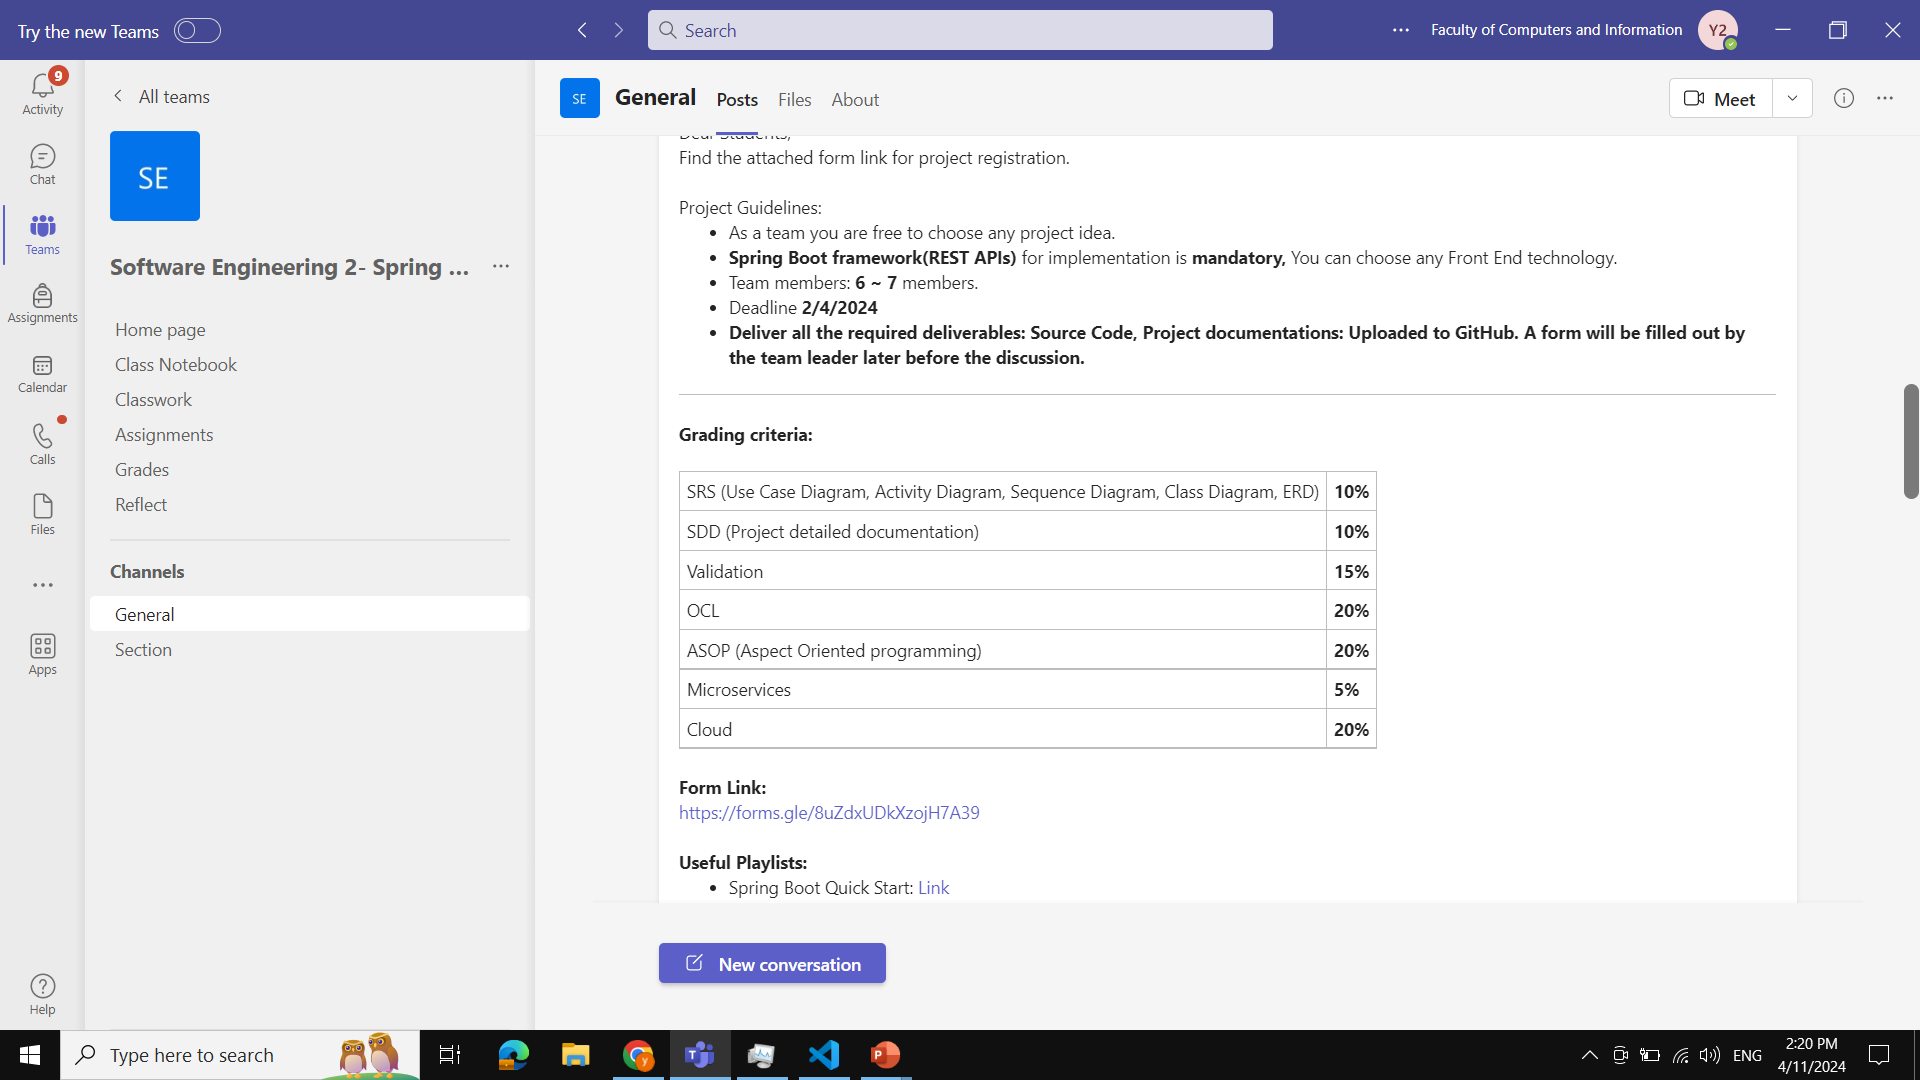 Try the new Teams
Search
Faculty of Computers and Information
Y2
9
Activity
Chat
Teams
Assignments
Calendar
Calls
Files
Apps
Help
All teams
SE
Software Engineering 2- Spring ...
Home page
Class Notebook
Classwork
Assignments
Grades
Reflect
Channels
General
Section
SE
General
Posts
Files
About
Meet
Dear Students,
Find the attached form link for project registration.
Project Guidelines:
As a team you are free to choose any project idea.
Spring Boot framework(REST APIs) for implementation is mandatory, You can choose any Front End technology.
Team members: 6 ~ 7 members.
Deadline 2/4/2024
Deliver all the required deliverables: Source Code, Project documentations: Uploaded to GitHub. A form will be filled out by
the team leader later before the discussion.
Grading criteria:
SRS (Use Case Diagram, Activity Diagram, Sequence Diagram, Class Diagram, ERD) 10%
SDD (Project detailed documentation) 10%
Validation 15%
OCL 20%
ASOP (Aspect Oriented programming) 20%
Microservices 5%
Cloud 20%
Form Link:
https://forms.gle/8uZdxUDkXzojH7A39
Useful Playlists:
Spring Boot Quick Start: Link
New conversation
Type here to search
ENG
2:20 PM
4/11/2024